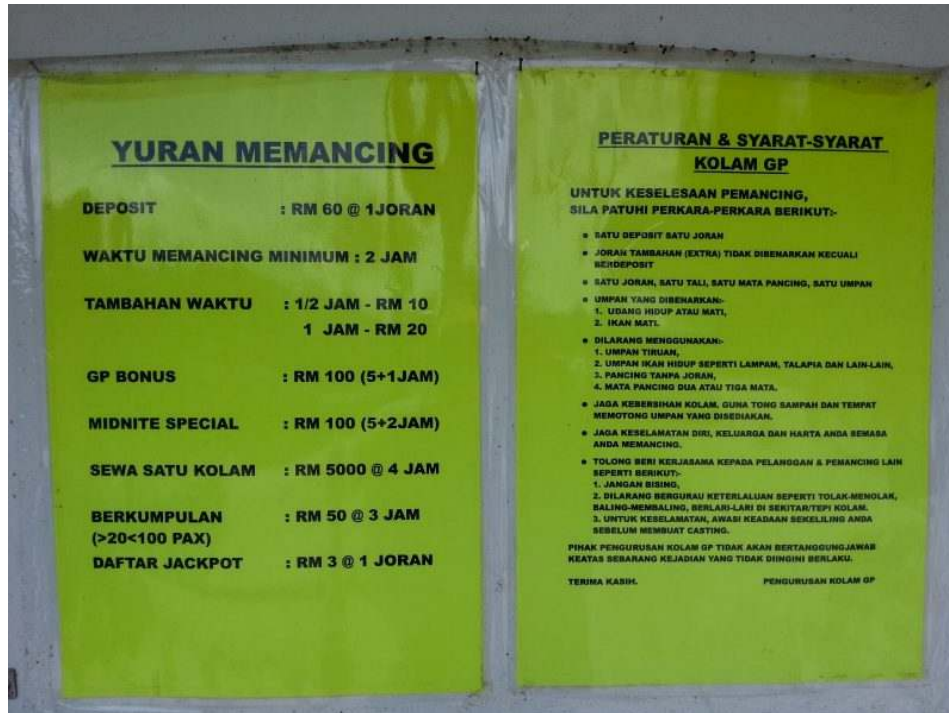 YURAN MEMANCING
DEPOSIT : RM 60 @ 1JORAN
WAKTU MEMANCING MINIMUM : 2 JAM
TAMBAHAN WAKTU : 1/2 JAM - RM 10
1 JAM - RM 20
GP BONUS : RM 100 (5+1JAM)
MIDNITE SPECIAL : RM 100 (5+2JAM)
SEWA SATU KOLAM : RM 5000 @ 4 JAM
BERKUMPULAN : RM 50 @ 3 JAM
(>20<100 PAX)
DAFTAR JACKPOT : RM 3 @ 1 JORAN
PERATURAN & SYARAT-SYARAT
KOLAM GP
UNTUK KESELESAAN PEMANCING,
SILA PATUHI PERKARA-PERKARA BERIKUT:-
• SATU DEPOSIT SATU JORAN
• JORAN TAMBAHAN (EXTRA) TIDAK DIBENARKAN KECUALI
BERDEPOSIT
• SATU JORAN, SATU TALI, SATU MATA PANCING, SATU UMPAN
• UMPAN YANG DIBENARKAN:-
1. UDANG HIDUP ATAU MATI,
2. IKAN MATI.
• DILARANG MENGGUNAKAN:-
1. UMPAN TIRUAN,
2. UMPAN IKAN HIDUP SEPERTI LAMPAM, TALAPIA DAN LAIN-LAIN,
3. PANCING TANPA JORAN,
4. MATA PANCING DUA ATAU TIGA MATA.
• JAGA KEBERSIHAN KOLAM. GUNA TONG SAMPAH DAN TEMPAT
MEMOTONG UMPAN YANG DISEDIAKAN.
• JAGA KESELAMATAN DIRI, KELUARGA DAN HARTA ANDA SEMASA
ANDA MEMANCING.
• TOLONG BERI KERJASAMA KEPADA PELANGGAN & PEMANCING LAIN
SEPERTI BERIKUT:-
1. JANGAN BISING,
2. DILARANG BERGURAU KETERLALUAN SEPERTI TOLAK-MENOLAK,
BALING-MEMBALING, BERLARI-LARI DI SEKITAR/TEPI KOLAM.
3. UNTUK KESELAMATAN, AWASI KEADAAN SEKELILING ANDA
SEBELUM MEMBUAT CASTING.
PIHAK PENGURUSAN KOLAM GP TIDAK AKAN BERTANGGUNGJAWAB
KEATAS SEBARANG KEJADIAN YANG TIDAK DIINGINI BERLAKU.
TERIMA KASIH. PENGURUSAN KOLAM GP